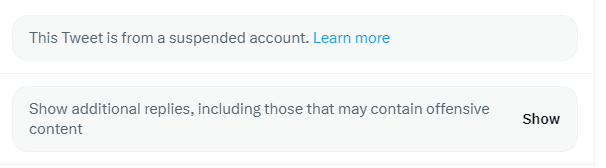 This Tweet is from a suspended account. Learn more
Show additional replies, including those that may contain offensive
content
Show